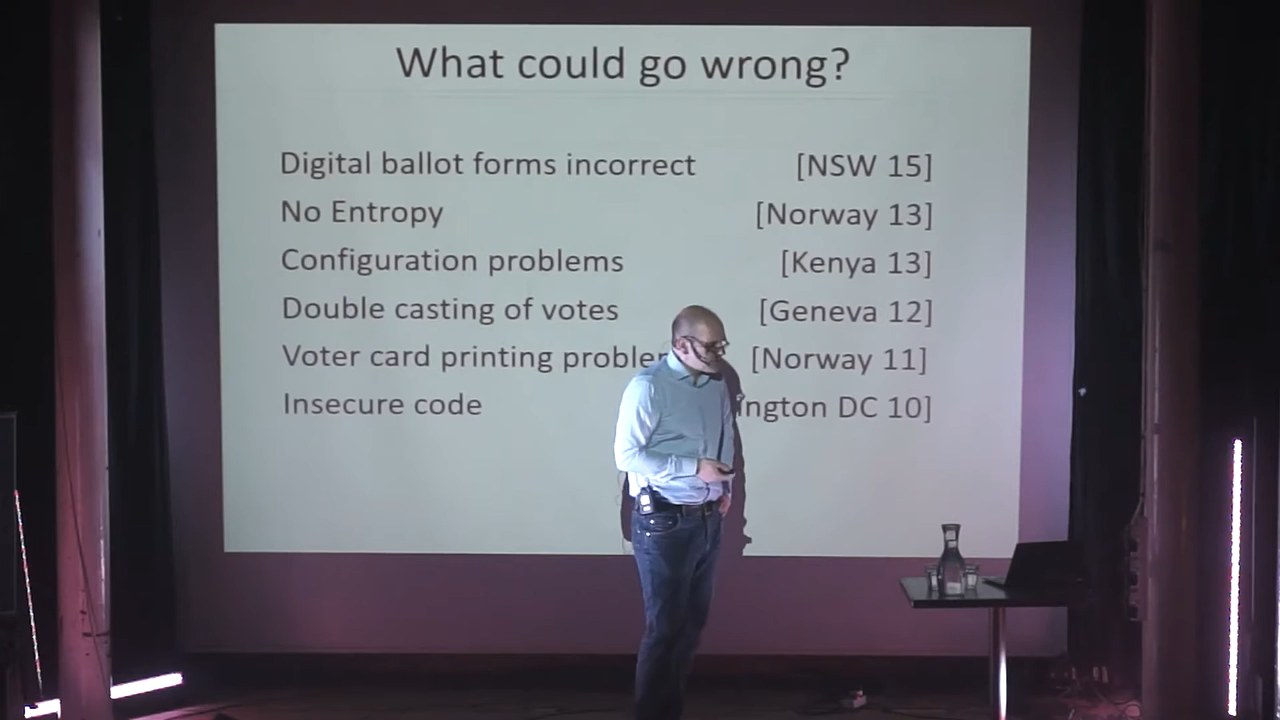 What could go wrong?
Digital ballot forms incorrect [NSW 15]
No Entropy [Norway 13]
Configuration problems [Kenya 13]
Double casting of votes [Geneva 12]
Voter card printing [Norway 11]
Insecure code DC 10]